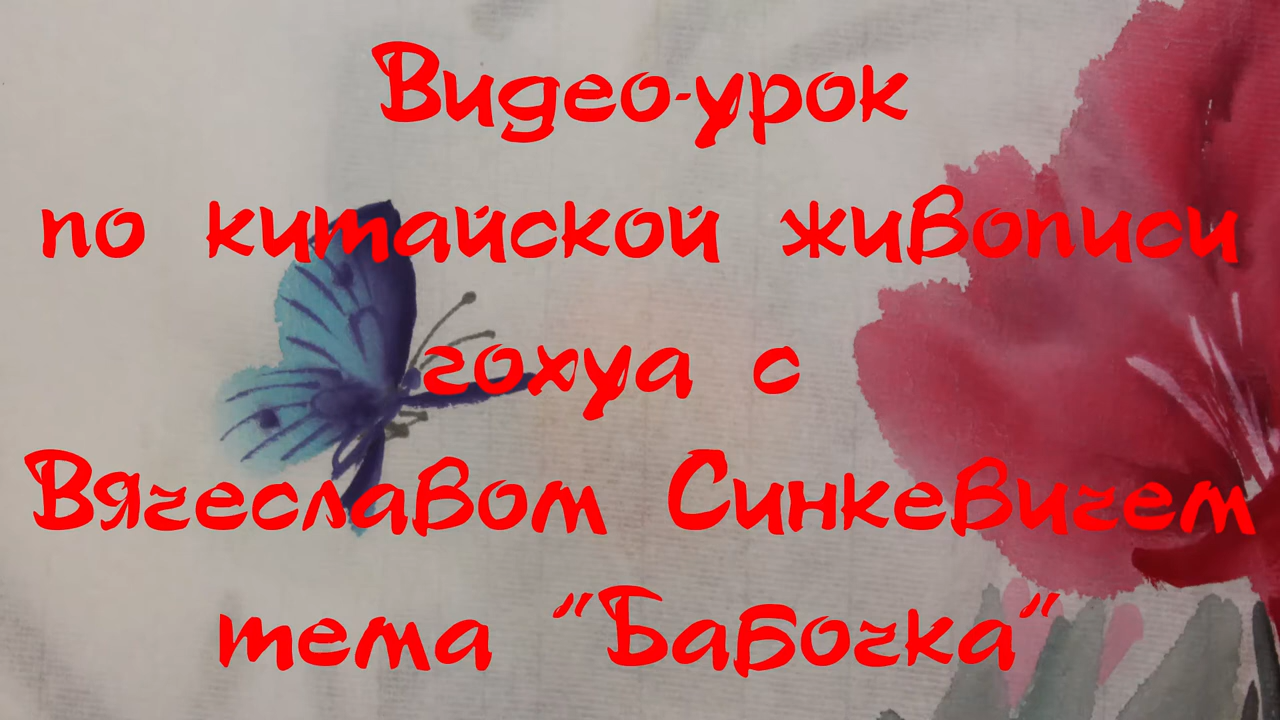 Видео-урок
по китайской живописи
гохуа с
Вячеславом Синкевичем
тема "Бабочка"